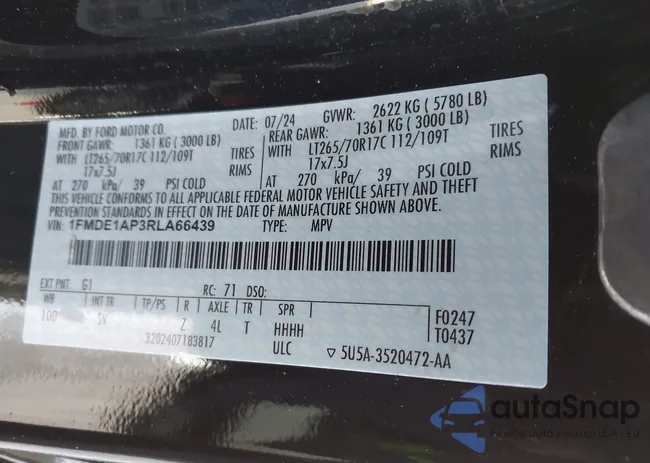 MFD. BY FORD MOTOR CO. DATE: 07/24 GVWR: 2622 KG ( 5780 LB)
FRONT GAWR: 1361 KG ( 3000 LB) REAR GAWR: 1361 KG ( 3000 LB)
WITH LT265/70R17C 112/109T TIRES WITH LT265/70R17C 112/109T TIRES
17x7.5J RIMS 17x7.5J RIMS
AT 270 kPa/ 39 PSI COLD AT 270 kPa/ 39 PSI COLD
THIS VEHICLE CONFORMS TO ALL APPLICABLE FEDERAL MOTOR VEHICLE SAFETY AND THEFT
PREVENTION STANDARDS IN EFFECT ON THE DATE OF MANUFACTURE SHOWN ABOVE.
VIN: 1FMDE1AP3RLA66439 TYPE: MPV
EXT PNT: G1 RC: 71 DSO:
WB INT TR TP/PS R AXLE TR SPR F0247
100 SV Z 4L T HHHH T0437
3202407183817 ULC ▽ 5U5A-3520472-AA
autaSnap